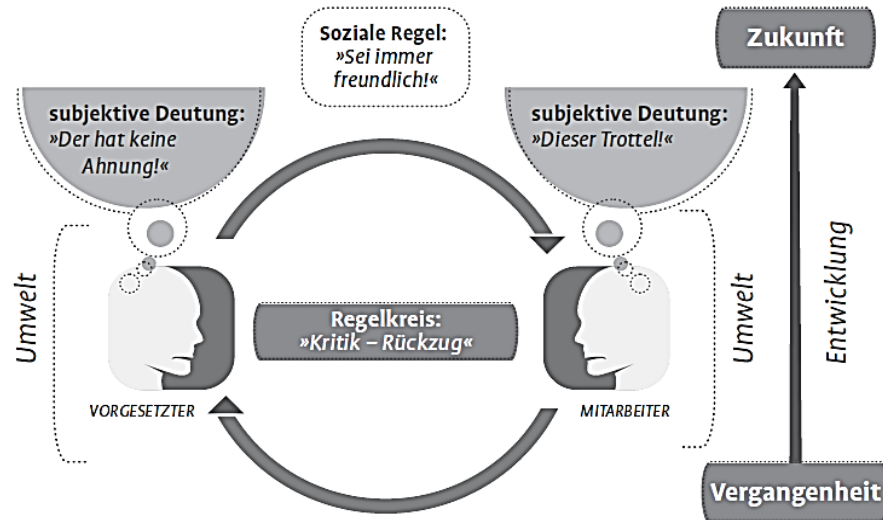 Soziale Regel:
»Sei immer
freundlich!«
Zukunft
subjektive Deutung:
»Der hat keine
Ahnung!«
subjektive Deutung:
»Dieser Trottel!«
Umwelt
Regelkreis:
»Kritik – Rückzug«
Umwelt
Entwicklung
VORGESETZTER
MITARBEITER
Vergangenheit